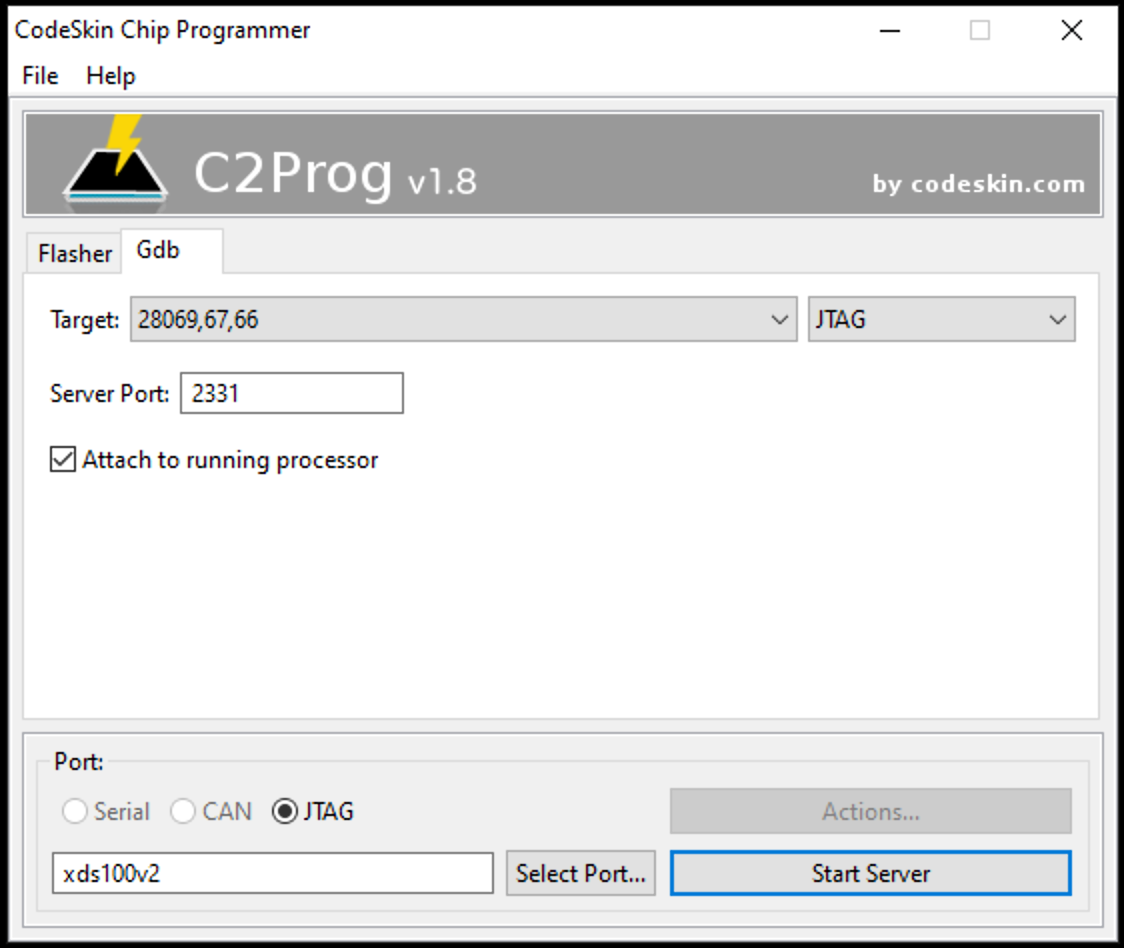 CodeSkin Chip Programmer
File Help
C2Prog v1.8
by codeskin.com
Flasher Gdb
Target: 28069,67,66 JTAG
Server Port: 2331
Attach to running processor
Port:
Serial CAN JTAG Actions...
xds100v2 Select Port... Start Server